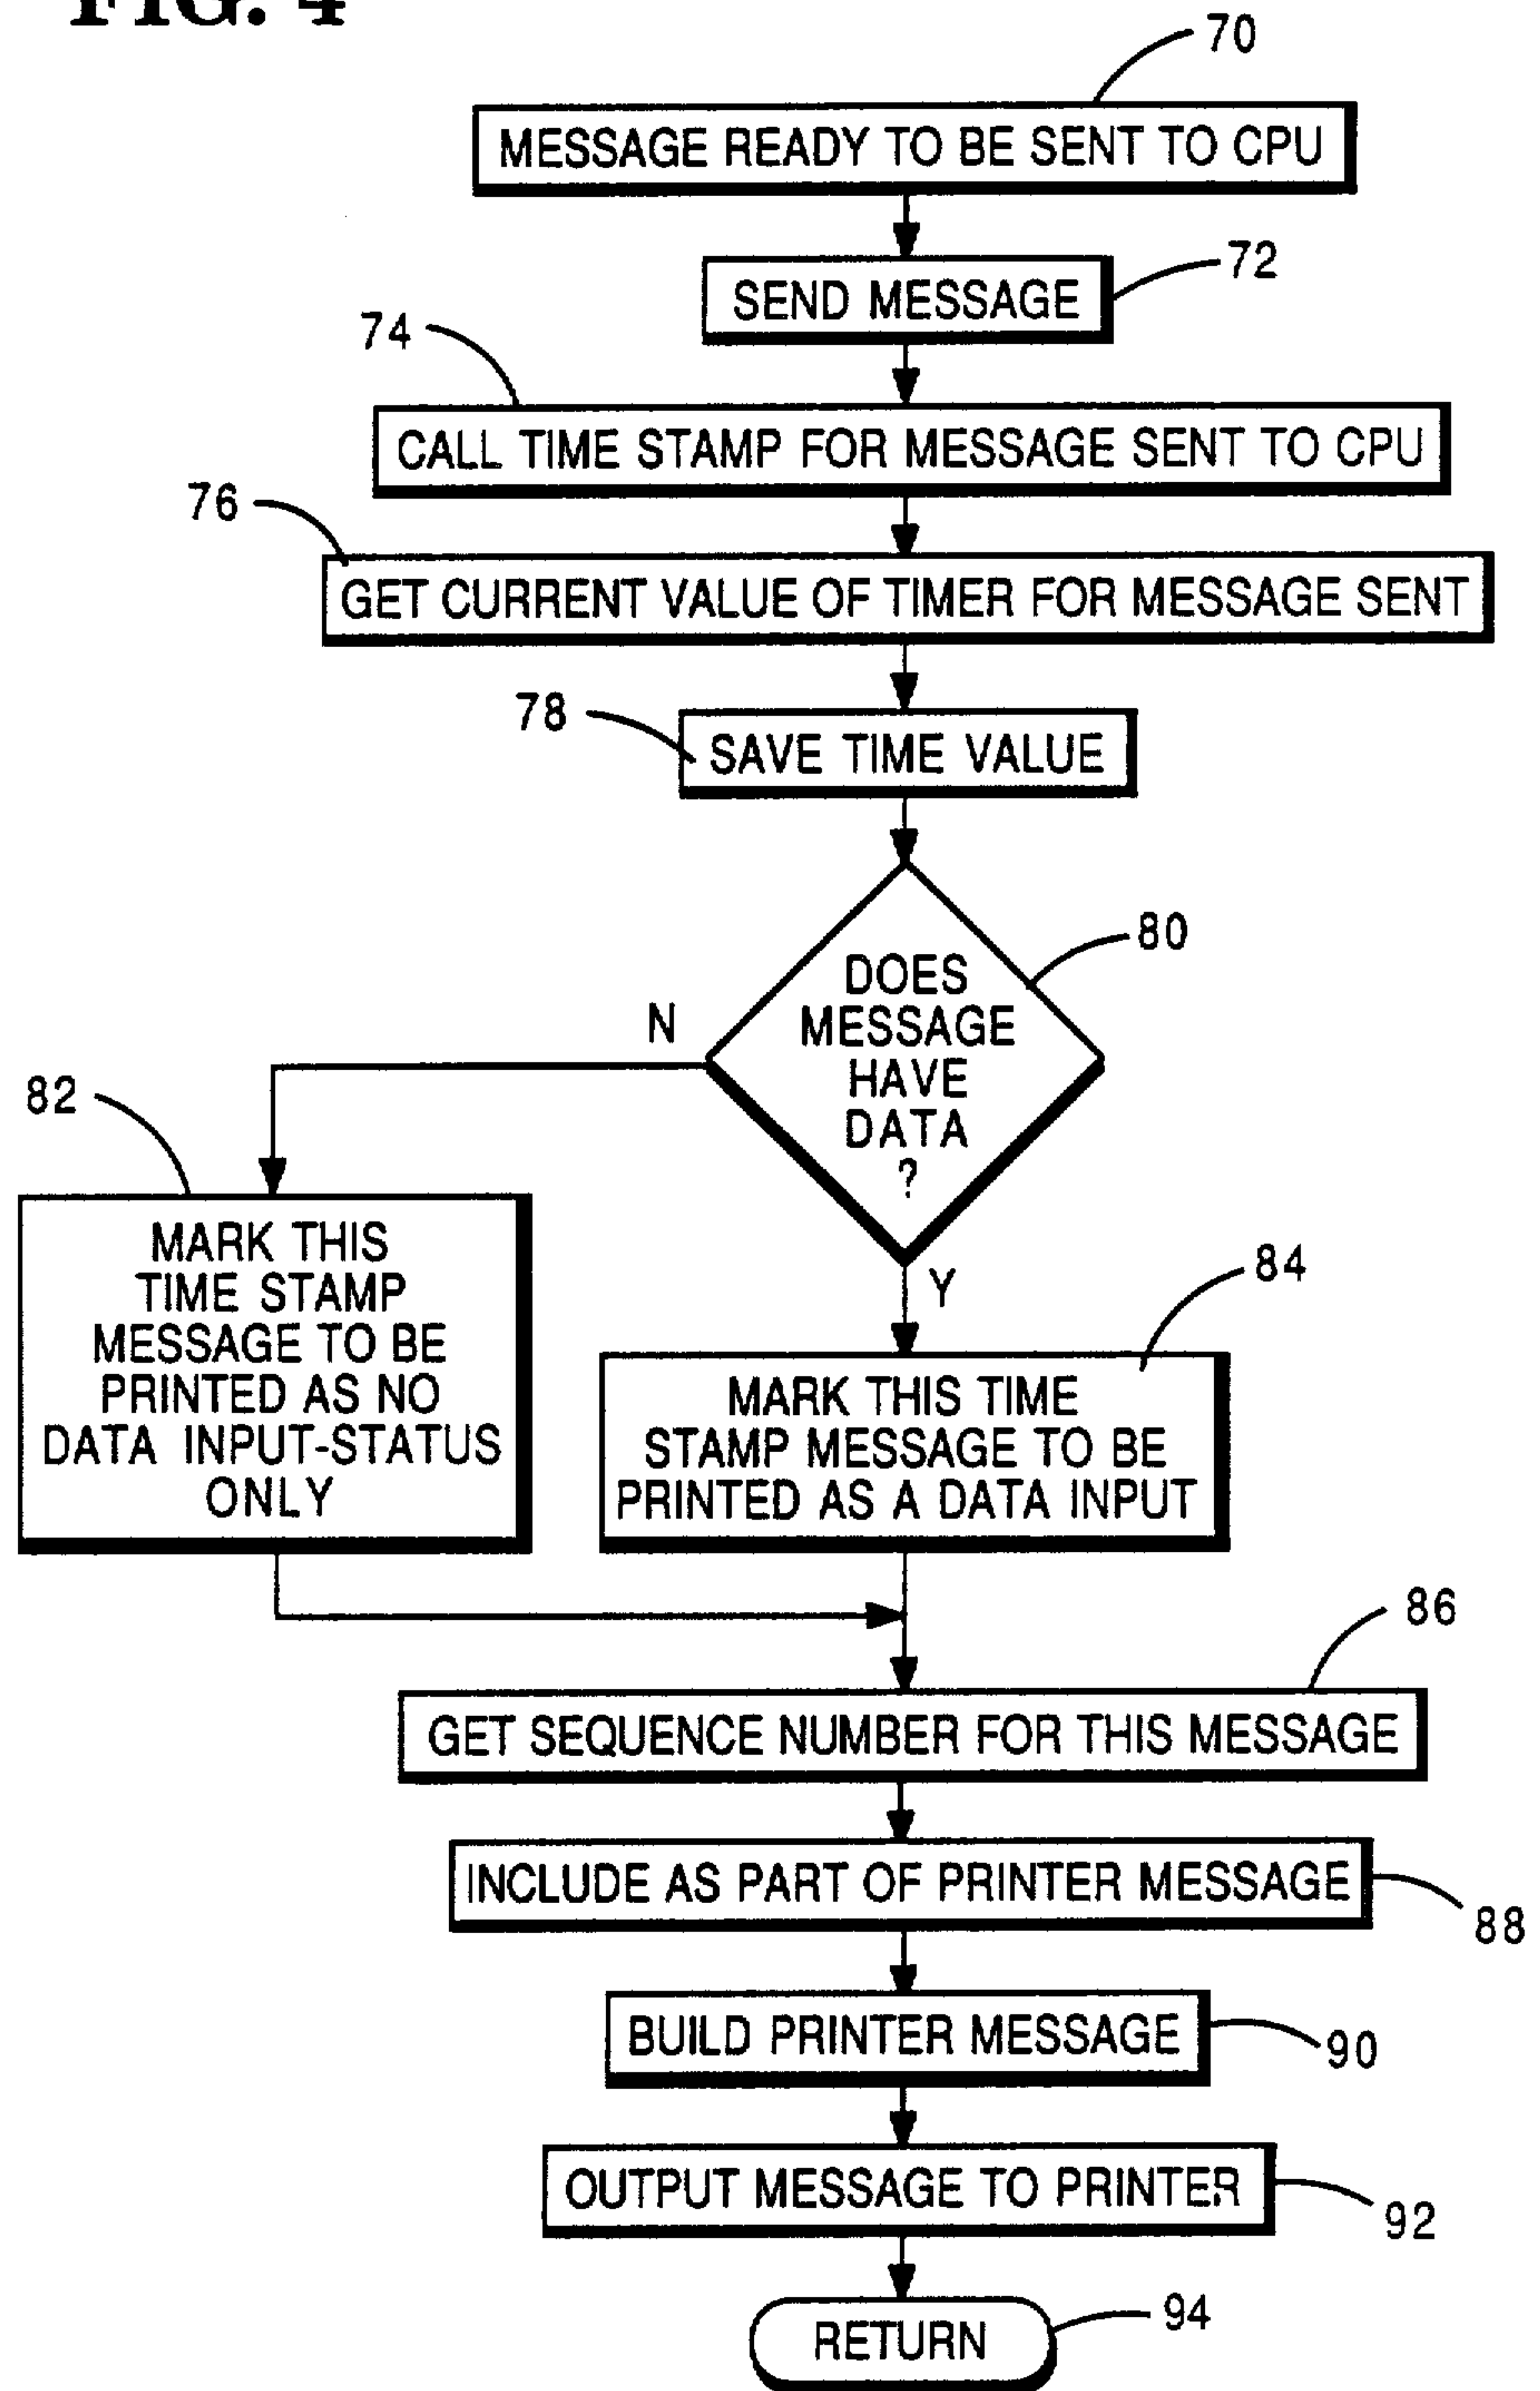 FIG. 4
70
MESSAGE READY TO BE SENT TO CPU
72
SEND MESSAGE
74
CALL TIME STAMP FOR MESSAGE SENT TO CPU
76
GET CURRENT VALUE OF TIMER FOR MESSAGE SENT
78
SAVE TIME VALUE
80
DOES
MESSAGE
HAVE
DATA
?
N
Y
82
MARK THIS
TIME STAMP
MESSAGE TO BE
PRINTED AS NO
DATA INPUT-STATUS
ONLY
84
MARK THIS TIME
STAMP MESSAGE TO BE
PRINTED AS A DATA INPUT
86
GET SEQUENCE NUMBER FOR THIS MESSAGE
INCLUDE AS PART OF PRINTER MESSAGE
88
BUILD PRINTER MESSAGE
90
OUTPUT MESSAGE TO PRINTER
92
RETURN
94